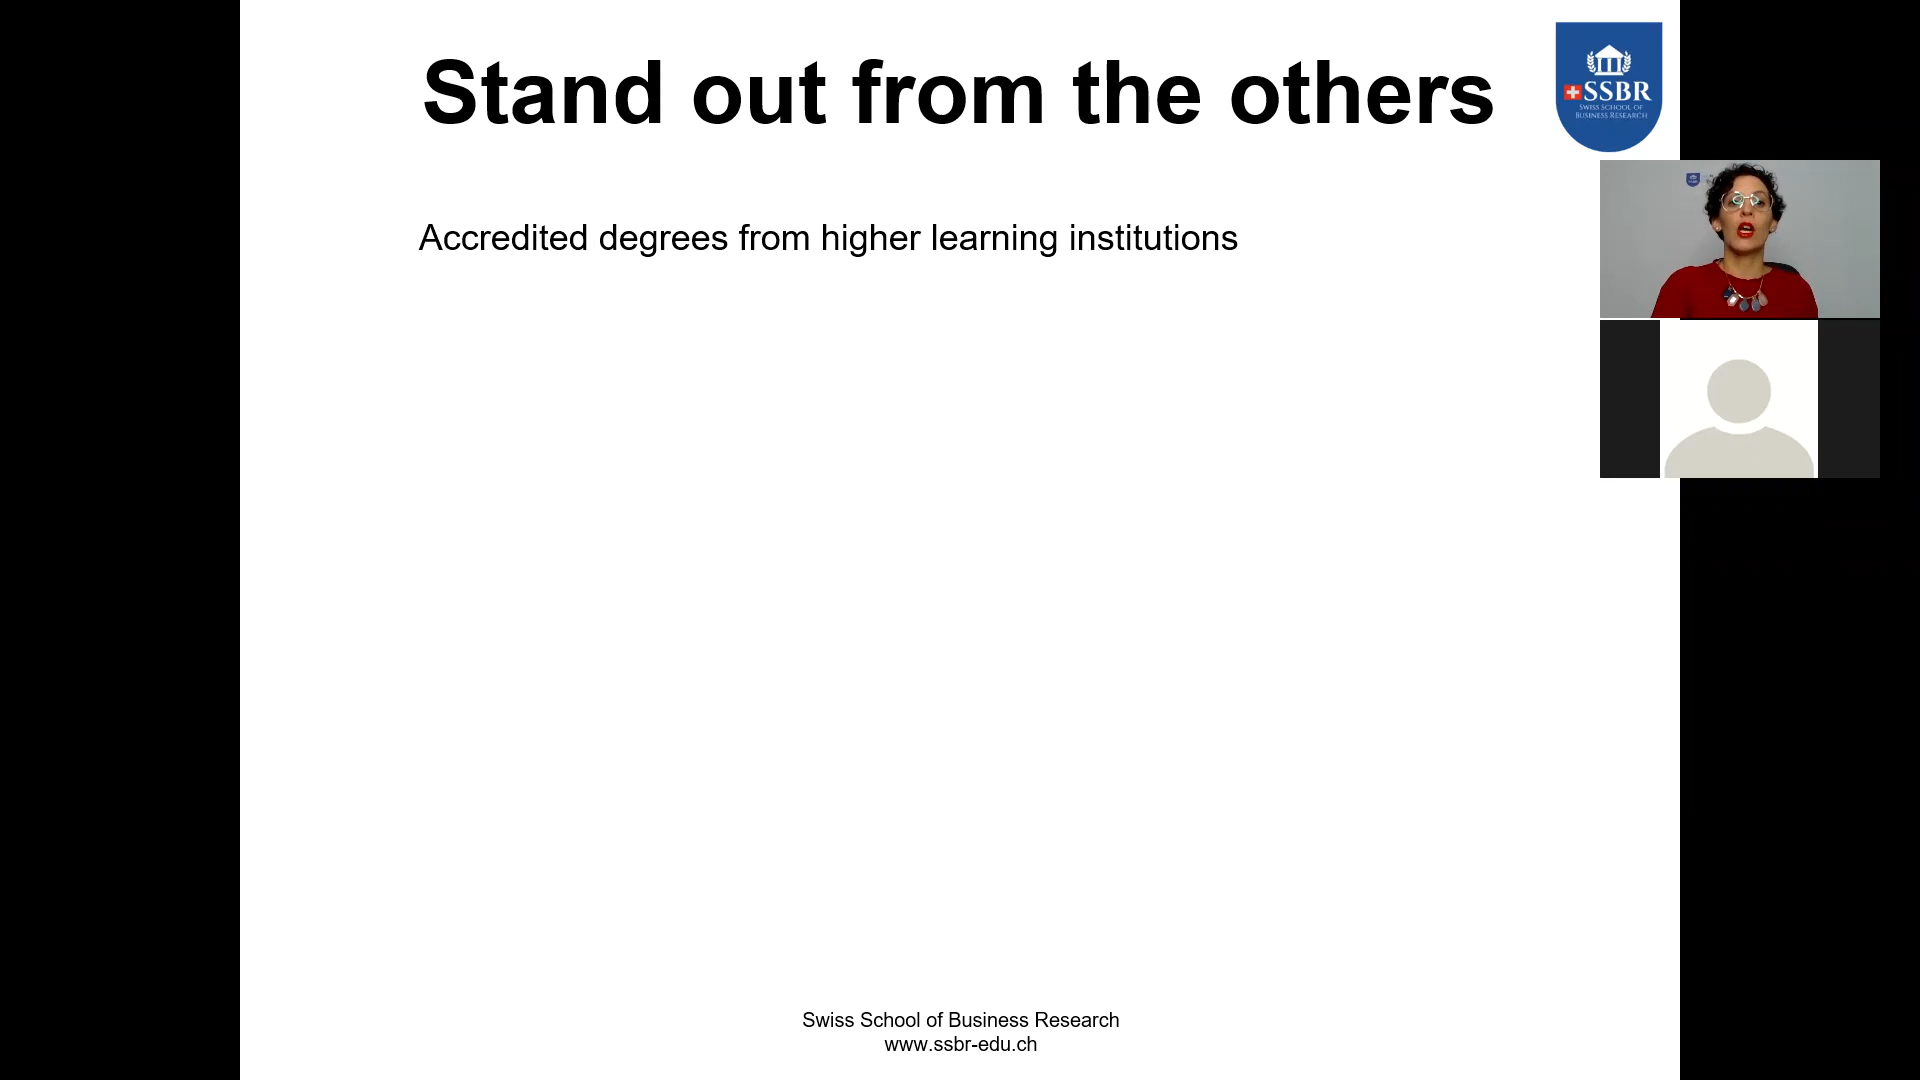 Stand out from the others
SSBR
SWISS SCHOOL OF
BUSINESS RESEARCH
Accredited degrees from higher learning institutions
Swiss School of Business Research
www.ssbr-edu.ch